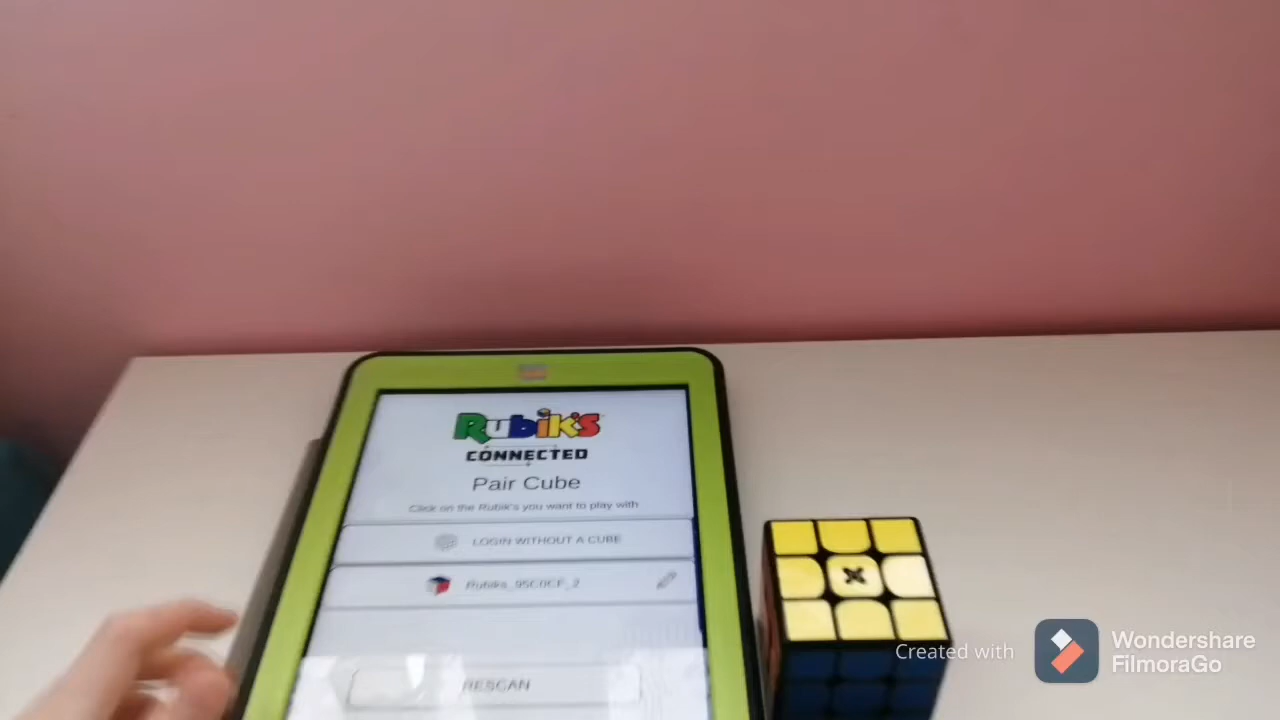 Rubik's
CONNECTED
Pair Cube
Click on the Rubik's you want to play with
LOGIN WITHOUT A CUBE
RESCAN
Created with
Wondershare
FilmoraGo